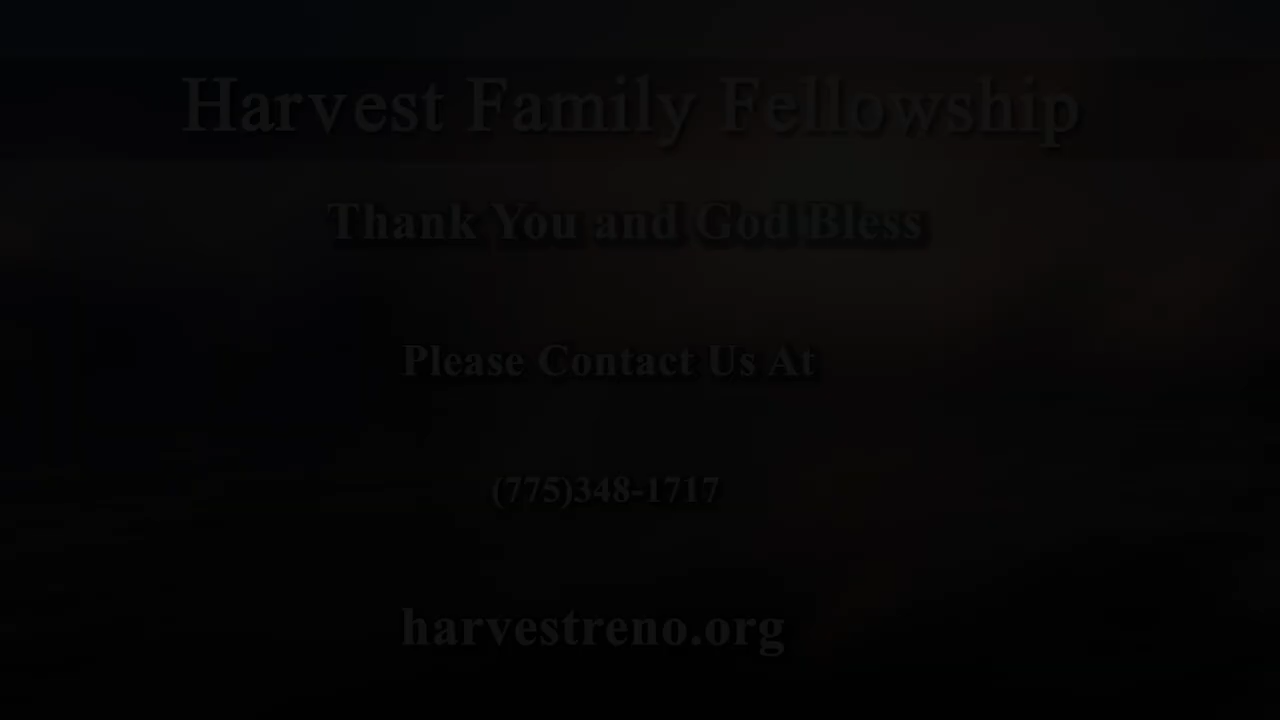 Harvest Family Fellowship
Thank You and God Bless
Please Contact Us At
(775)348-1717
harvestreno.org